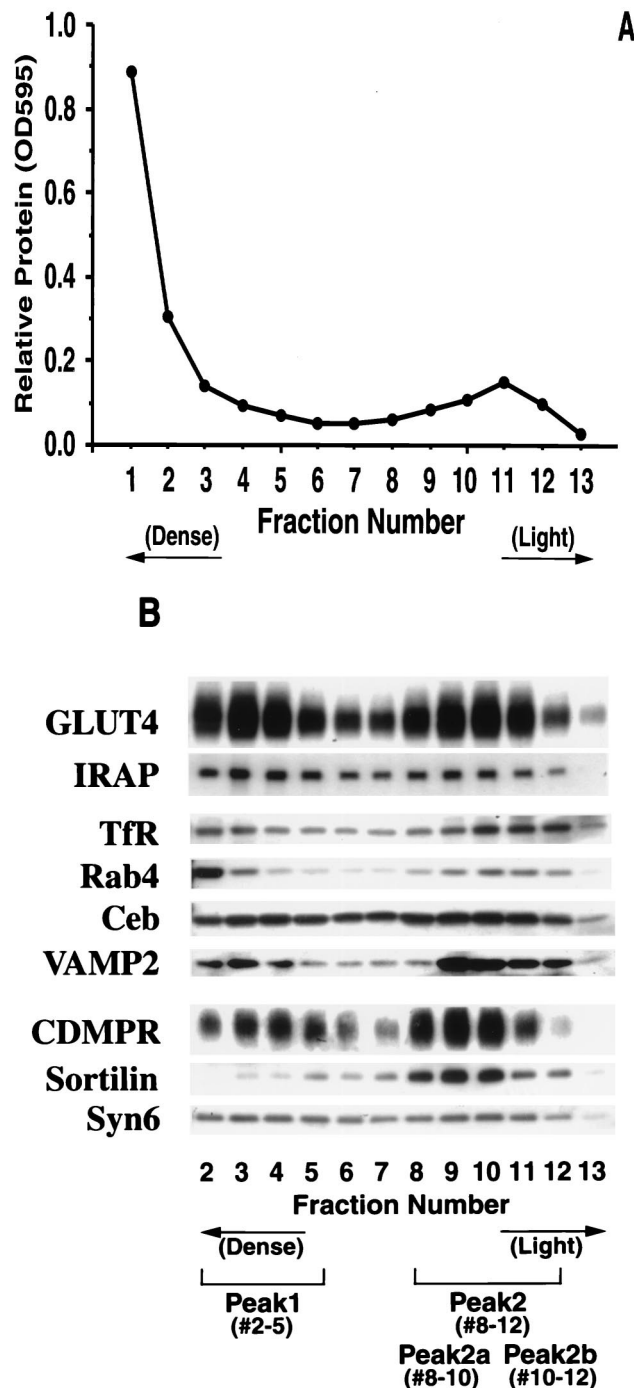 A
Relative Protein (OD595)
1.0
0.8
0.6
0.4
0.2
0.0
1 2 3 4 5 6 7 8 9 10 11 12 13
Fraction Number
(Dense) (Light)
B
GLUT4
IRAP
TfR
Rab4
Ceb
VAMP2
CDMPR
Sortilin
Syn6
2 3 4 5 6 7 8 9 10 11 12 13
Fraction Number
(Dense) (Light)
Peak1 Peak2
(#2-5) (#8-12)
Peak2a Peak2b
(#8-10) (#10-12)